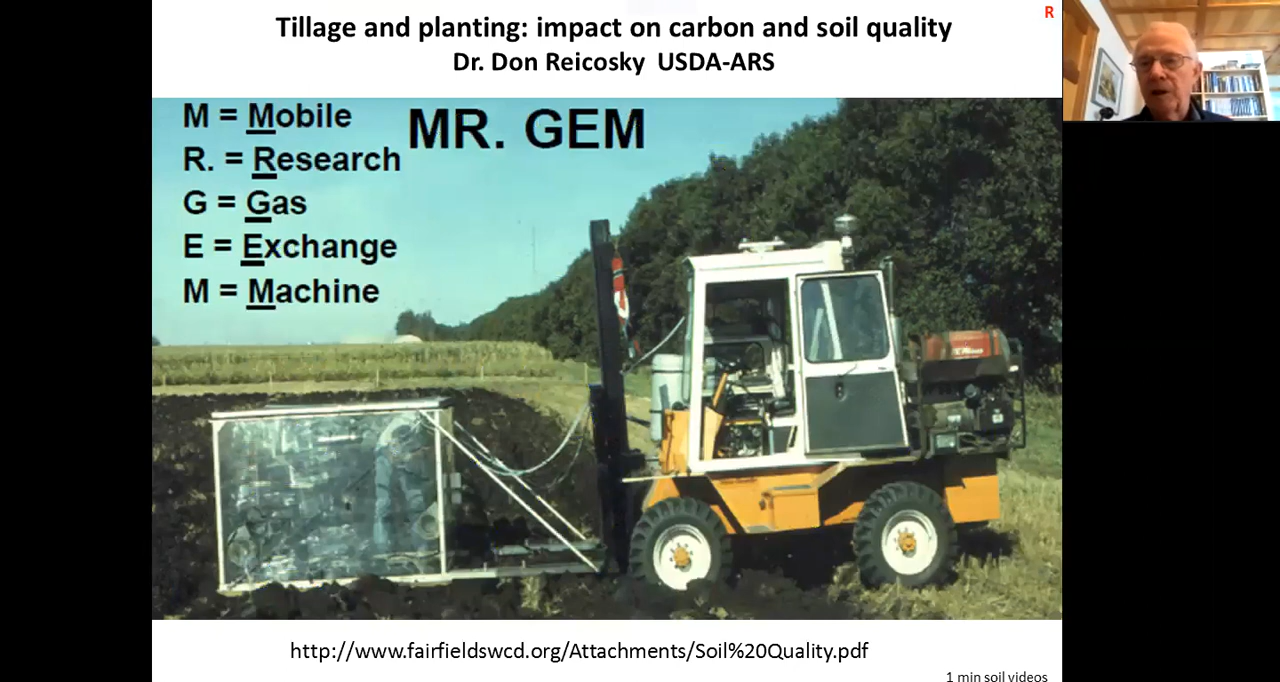 Tillage and planting: impact on carbon and soil quality
R
Dr. Don Reicosky USDA-ARS
MR. GEM
M = Mobile
R. = Research
G = Gas
E = Exchange
M = Machine
http://www.fairfieldswcd.org/Attachments/Soil%20Quality.pdf
1 min soil videos